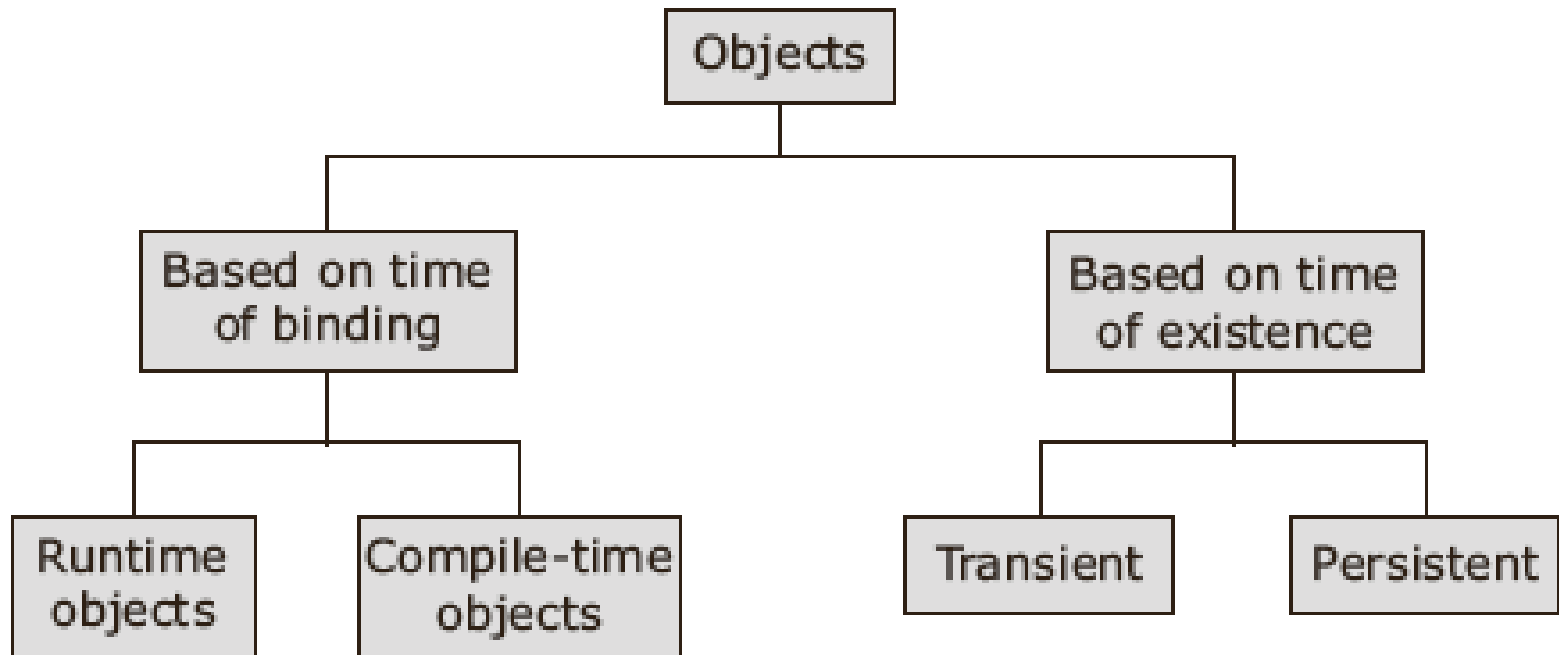 Objects
Based on time
of binding
Based on time
of existence
Runtime
objects
Compile-time
objects
Transient
Persistent